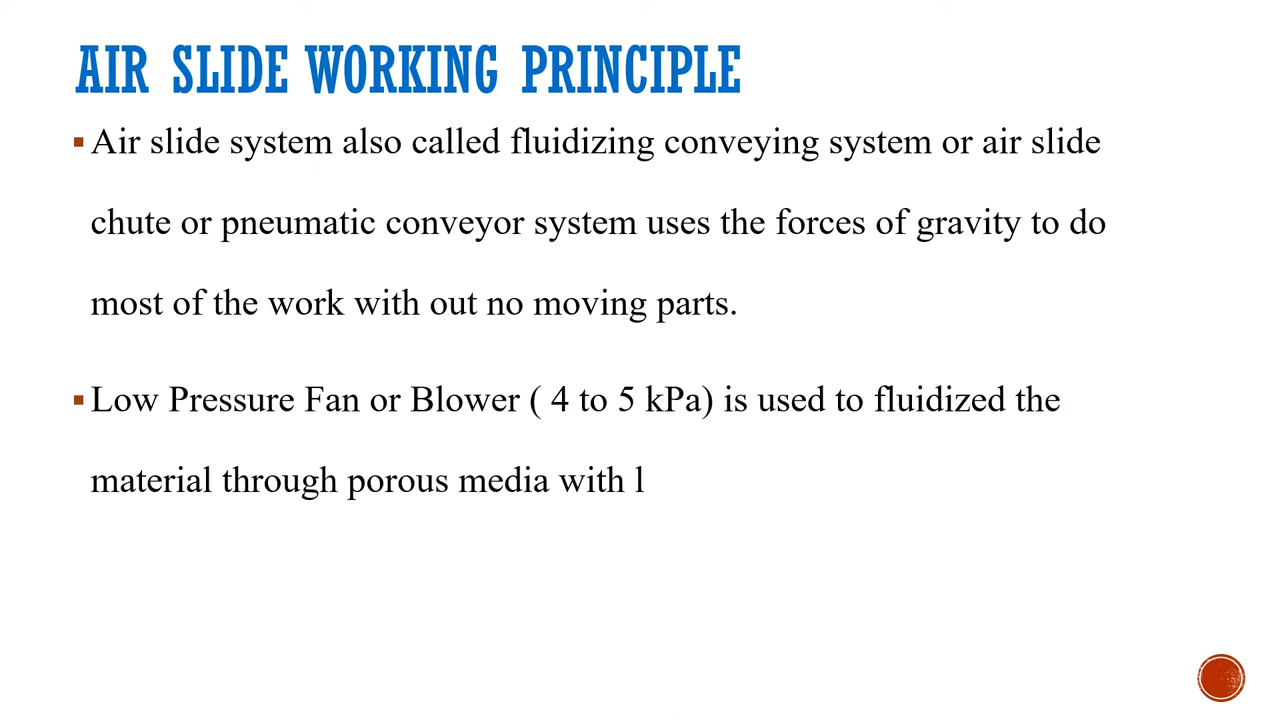 AIR SLIDE WORKING PRINCIPLE
▪ Air slide system also called fluidizing conveying system or air slide
chute or pneumatic conveyor system uses the forces of gravity to do
most of the work with out no moving parts.
▪ Low Pressure Fan or Blower ( 4 to 5 kPa) is used to fluidized the
material through porous media with l